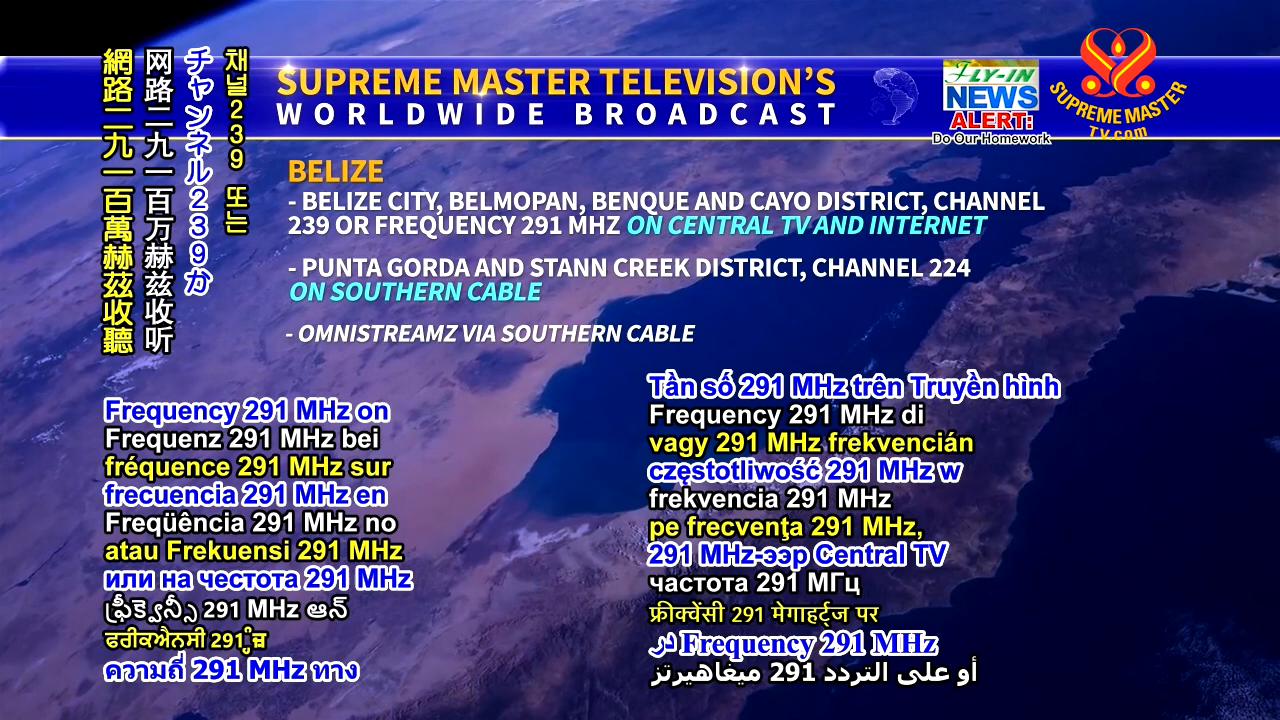 SUPREME MASTER TELEVISION’S
WORLDWIDE BROADCAST
FLY-IN
NEWS
ALERT:
Do Our Homework
SUPREME MASTER
TV.com
채널239 또는
チャンネル239か
网路二九一百万赫兹收听
網路二九一百萬赫茲收聽
BELIZE
- BELIZE CITY, BELMOPAN, BENQUE AND CAYO DISTRICT, CHANNEL
239 OR FREQUENCY 291 MHZ ON CENTRAL TV AND INTERNET
- PUNTA GORDA AND STANN CREEK DISTRICT, CHANNEL 224
ON SOUTHERN CABLE
- OMNISTREAMZ VIA SOUTHERN CABLE
Frequency 291 MHz on
Frequenz 291 MHz bei
fréquence 291 MHz sur
frecuencia 291 MHz en
Freqüência 291 MHz no
atau Frekuensi 291 MHz
или на честота 291 MHz
ఫ్రీక్వెన్సీ 291 MHz ఆన్
ਫਰੀਕਐਨਸੀ 291
ความถี่ 291 MHz ทาง
Tần số 291 MHz trên Truyền hình
Frequency 291 MHz di
vagy 291 MHz frekvencián
częstotliwość 291 MHz w
frekvencia 291 MHz
pe frecvenţa 291 MHz,
291 MHz-ээр Central TV
частота 291 МГц
फ्रीक्वेंसी 291 मेगाहर्ट्ज पर
در Frequency 291 MHz
أو على التردد 291 ميغاهيرتز